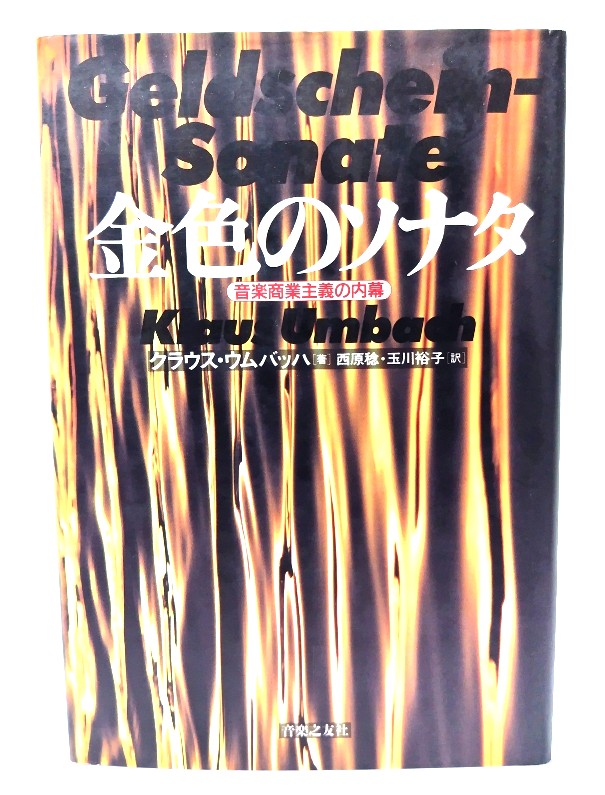 Geldschein-
Sonate
金色のソナタ
音楽商業主義の内幕
Klaus Umbach
クラウス・ウムバッハ[著] 西原稔・玉川裕子[訳]
音楽之友社